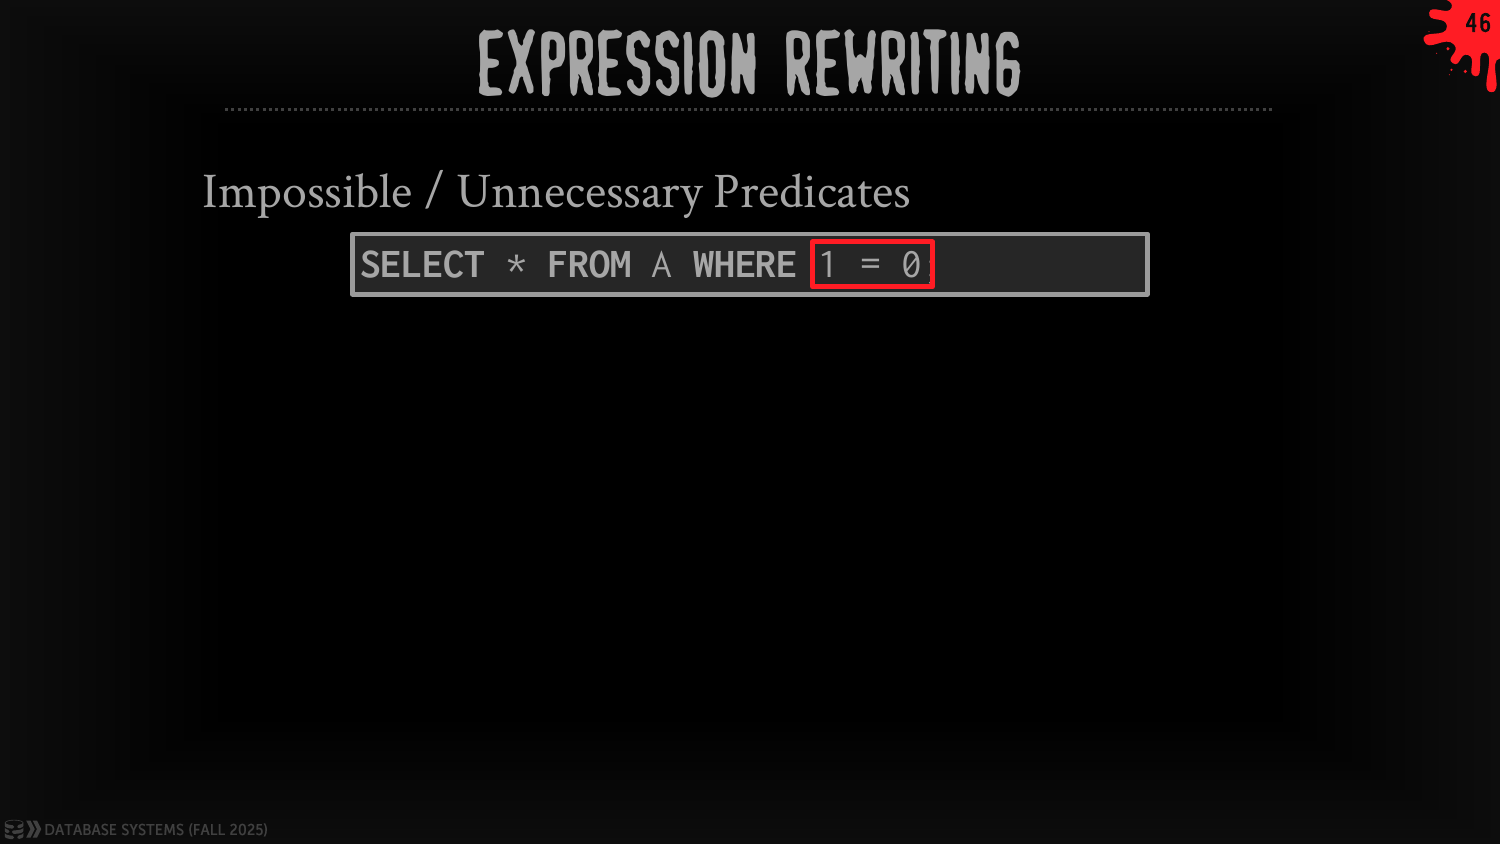 46
EXPRESSION REWRITING
Impossible / Unnecessary Predicates
SELECT * FROM A WHERE 1 = 0;
DATABASE SYSTEMS (FALL 2025)